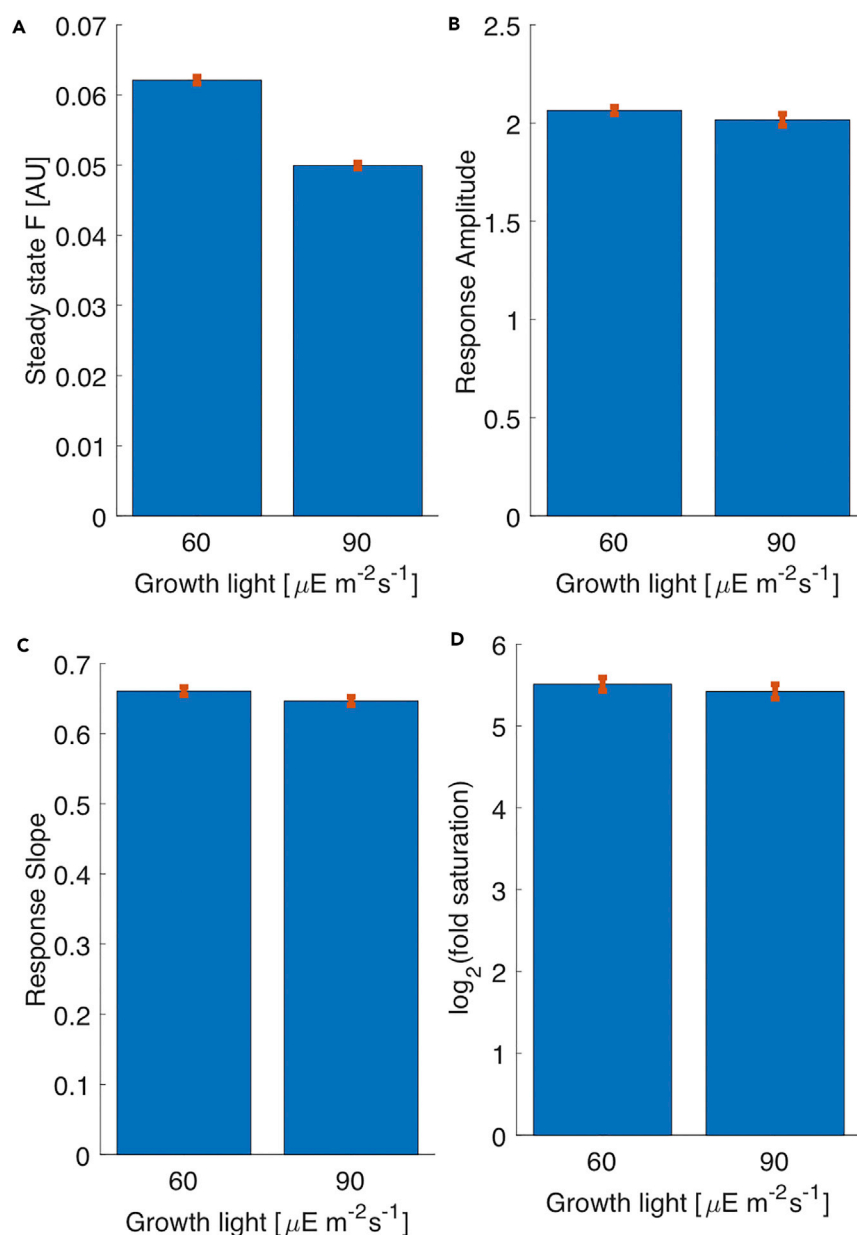 A
Steady state F [AU]
0.07
0.06
0.05
0.04
0.03
0.02
0.01
0
60 90
Growth light [μE m⁻²s⁻¹]
B
Response Amplitude
2.5
2
1.5
1
0.5
0
60 90
Growth light [μE m⁻²s⁻¹]
C
Response Slope
0.7
0.6
0.5
0.4
0.3
0.2
0.1
0
60 90
Growth light [μE m⁻²s⁻¹]
D
log₂(fold saturation)
6
5
4
3
2
1
0
60 90
Growth light [μE m⁻²s⁻¹]